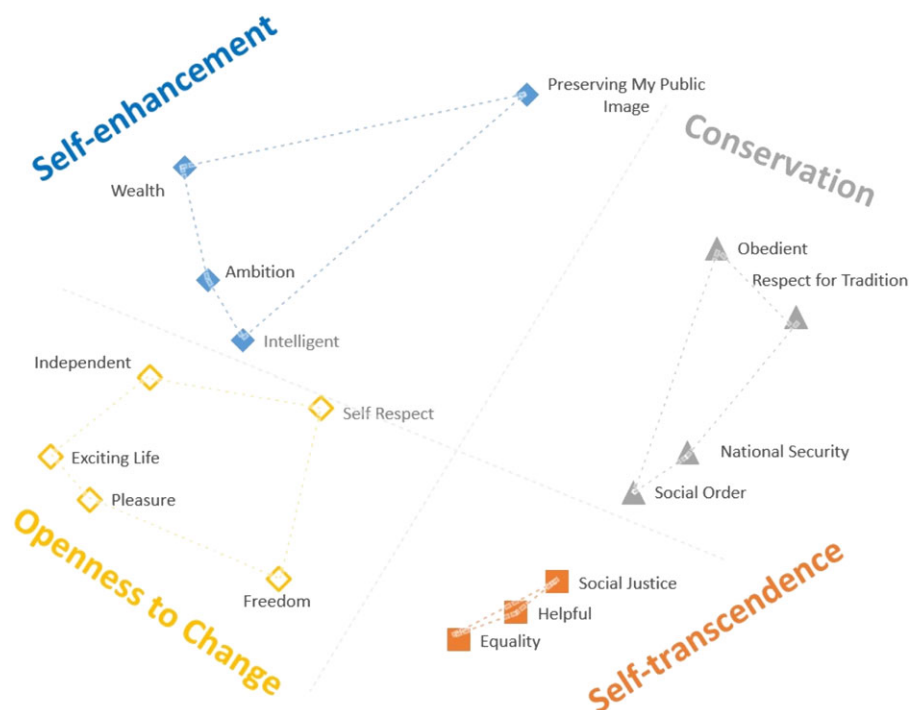 Self-enhancement
Preserving My Public
Image
Conservation
Wealth
Obedient
Ambition
Respect for Tradition
Intelligent
Independent
Self Respect
Exciting Life
National Security
Pleasure
Social Order
Openness to Change
Freedom
Social Justice
Helpful
Equality
Self-transcendence